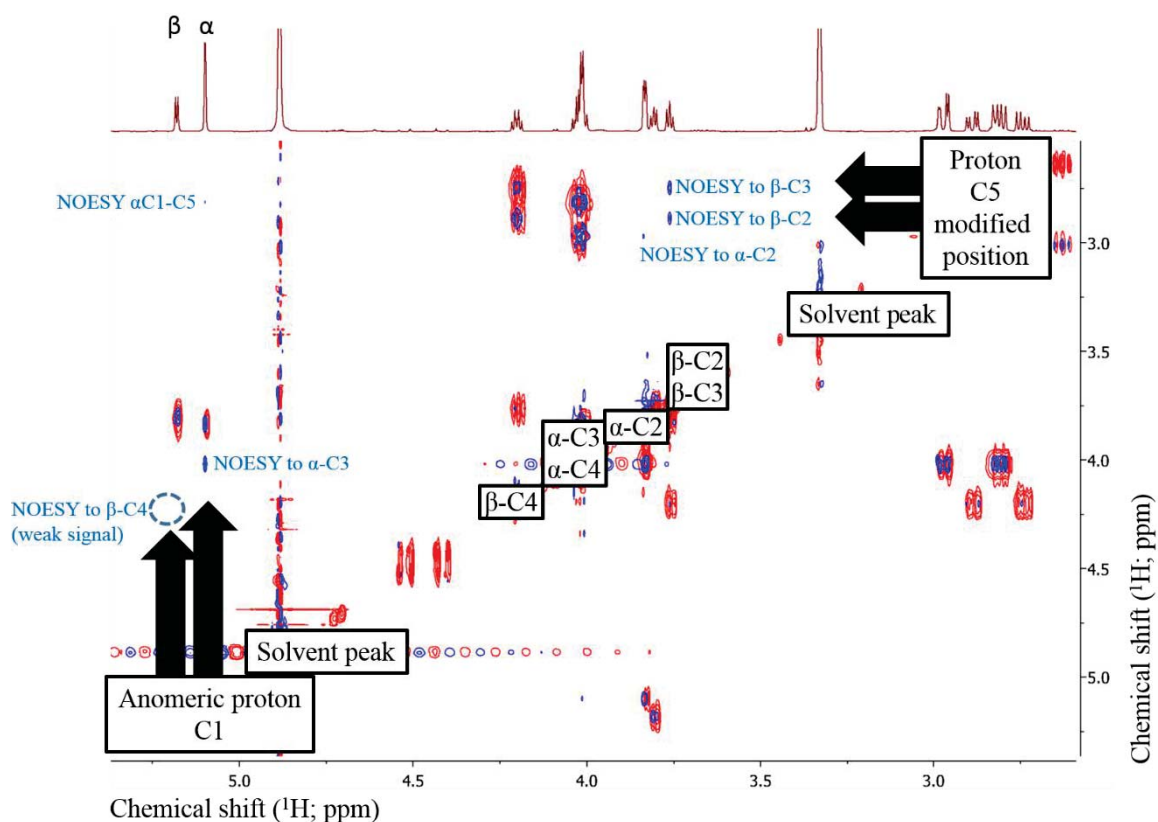 β α
NOESY αC1-C5
NOESY to β-C3
NOESY to β-C2
NOESY to α-C2
Proton
C5
modified
position
Solvent peak
β-C2
β-C3
α-C2
α-C3
α-C4
β-C4
NOESY to α-C3
NOESY to β-C4
(weak signal)
Solvent peak
Anomeric proton
C1
3.0
3.5
4.0
4.5
5.0
Chemical shift (¹H; ppm)
5.0 4.5 4.0 3.5 3.0
Chemical shift (¹H; ppm)